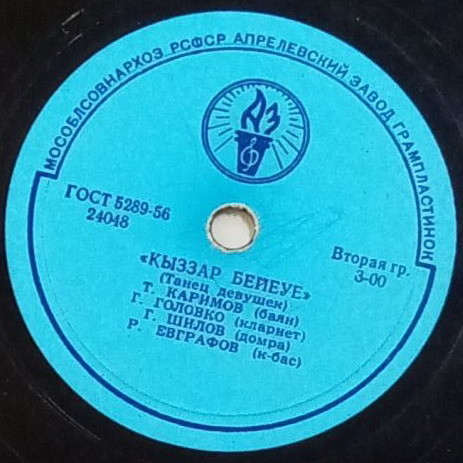 МОСОБЛСОВНАРХОЗ РСФСР АПРЕЛЕВСКИЙ ЗАВОД ГРАМПЛАСТИНОК
АЗ
ГОСТ 5289-56
24048
Вторая гр.
3-00
«КЫЗЗАР БЕЙЕУЕ»
(Танец девушек)
Т. КАРИМОВ (баян)
Г. ГОЛОВКО (кларнет)
Г. ШИЛОВ (домра)
Р. ЕВГРАФОВ (к-бас)